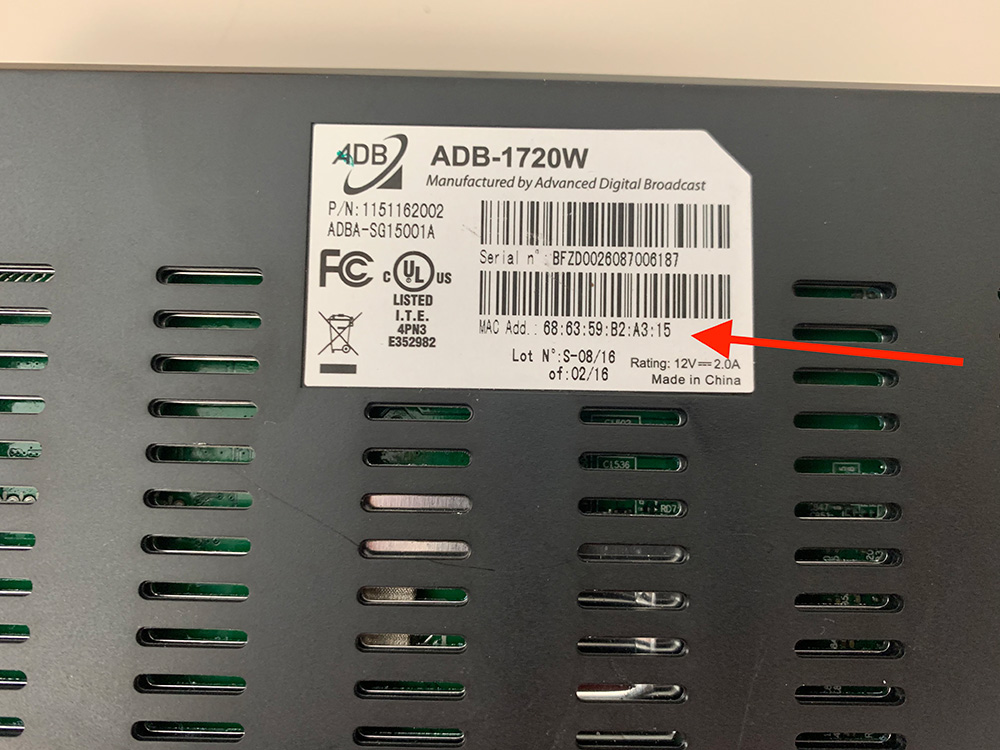 ADB
ADB-1720W
Manufactured by Advanced Digital Broadcast
P/N:1151162002
ADBA-SG15001A
Serial n°:BFZD0026087006187
FC
C UL US
LISTED
I.T.E.
4PN3
E352982
MAC Add.: 68:63:59:B2:A3:15
Lot N°:S-08/16
of:02/16
Rating: 12V⎓2.0A
Made in China
C1536
RD7